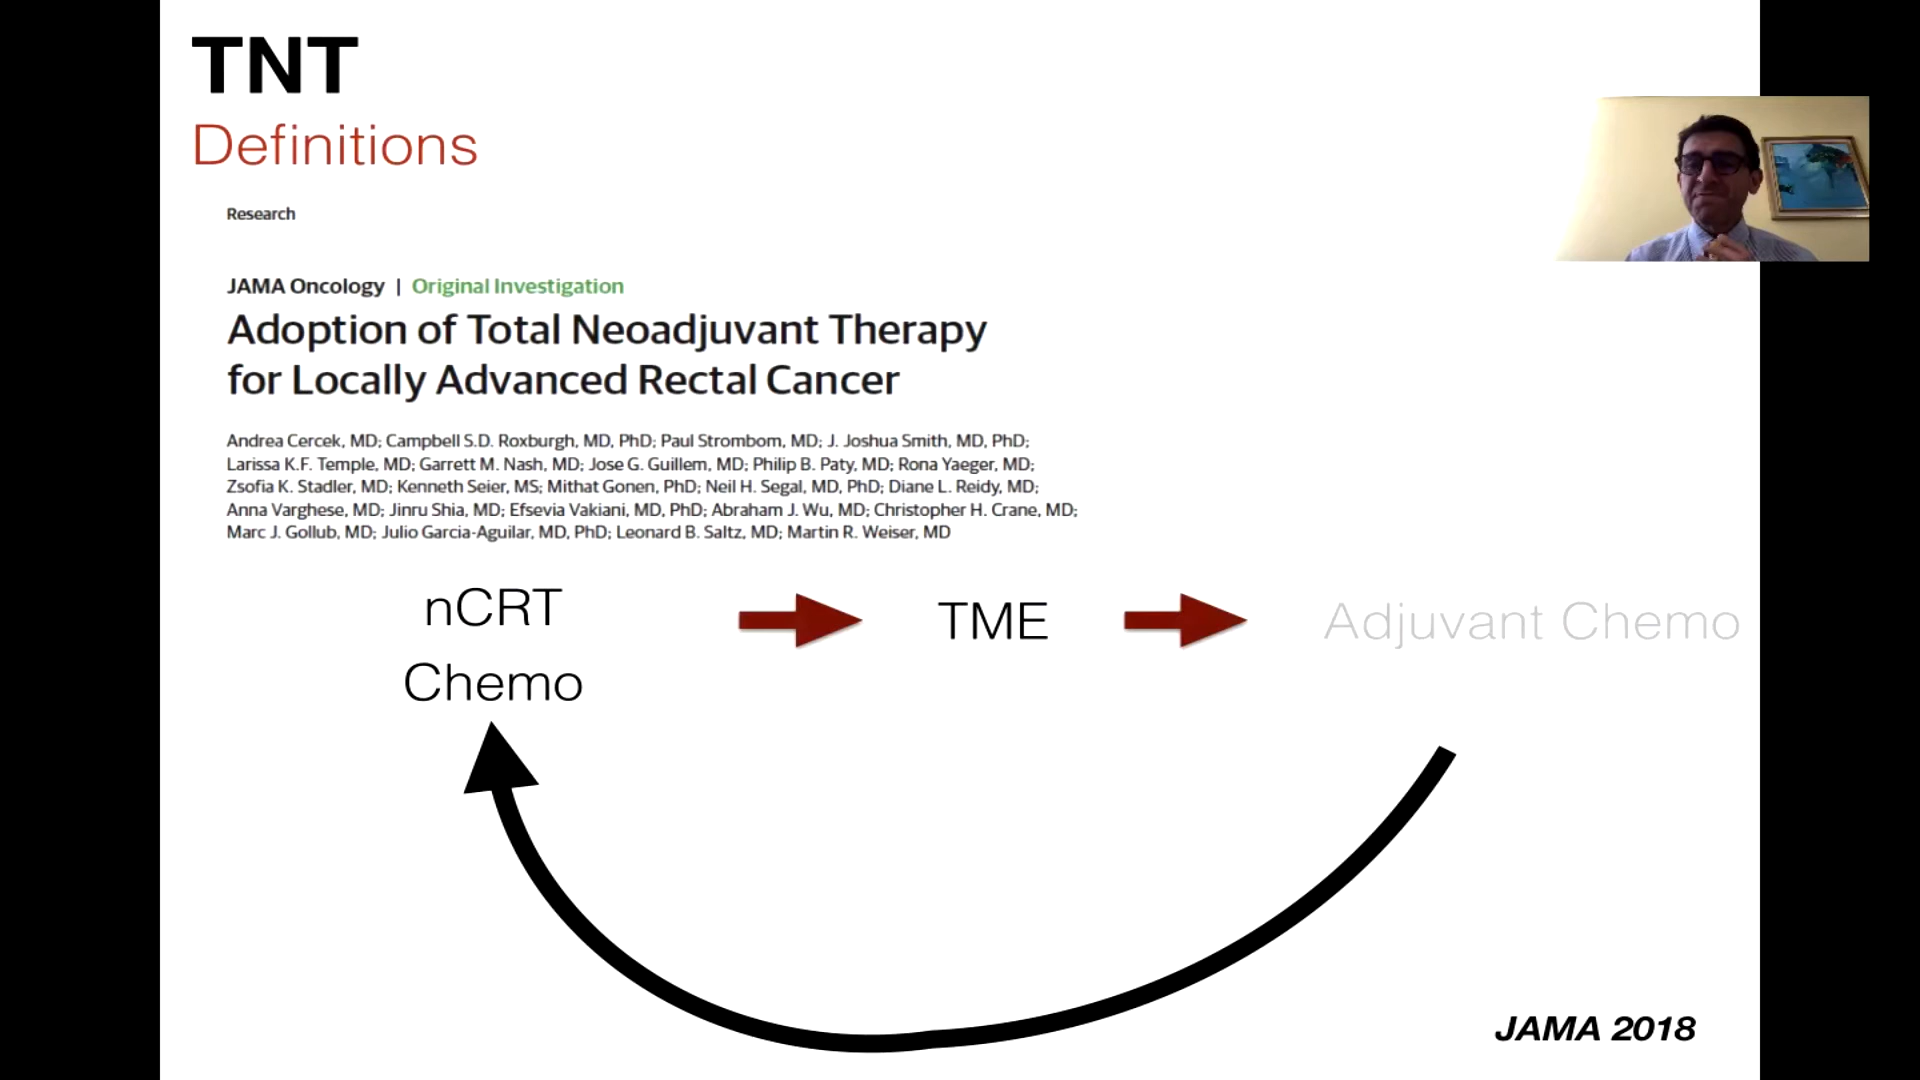 TNT
Definitions
Research
JAMA Oncology | Original Investigation
Adoption of Total Neoadjuvant Therapy
for Locally Advanced Rectal Cancer
Andrea Cercek, MD; Campbell S.D. Roxburgh, MD, PhD; Paul Strombom, MD; J. Joshua Smith, MD, PhD;
Larissa K.F. Temple, MD; Garrett M. Nash, MD; Jose G. Guillem, MD; Philip B. Paty, MD; Rona Yaeger, MD;
Zsofia K. Stadler, MD; Kenneth Seier, MS; Mithat Gonen, PhD; Neil H. Segal, MD, PhD; Diane L. Reidy, MD;
Anna Varghese, MD; Jinru Shia, MD; Efsevia Vakiani, MD, PhD; Abraham J. Wu, MD; Christopher H. Crane, MD;
Marc J. Gollub, MD; Julio Garcia-Aguilar, MD, PhD; Leonard B. Saltz, MD; Martin R. Weiser, MD
nCRT
Chemo
TME
Adjuvant Chemo
JAMA 2018